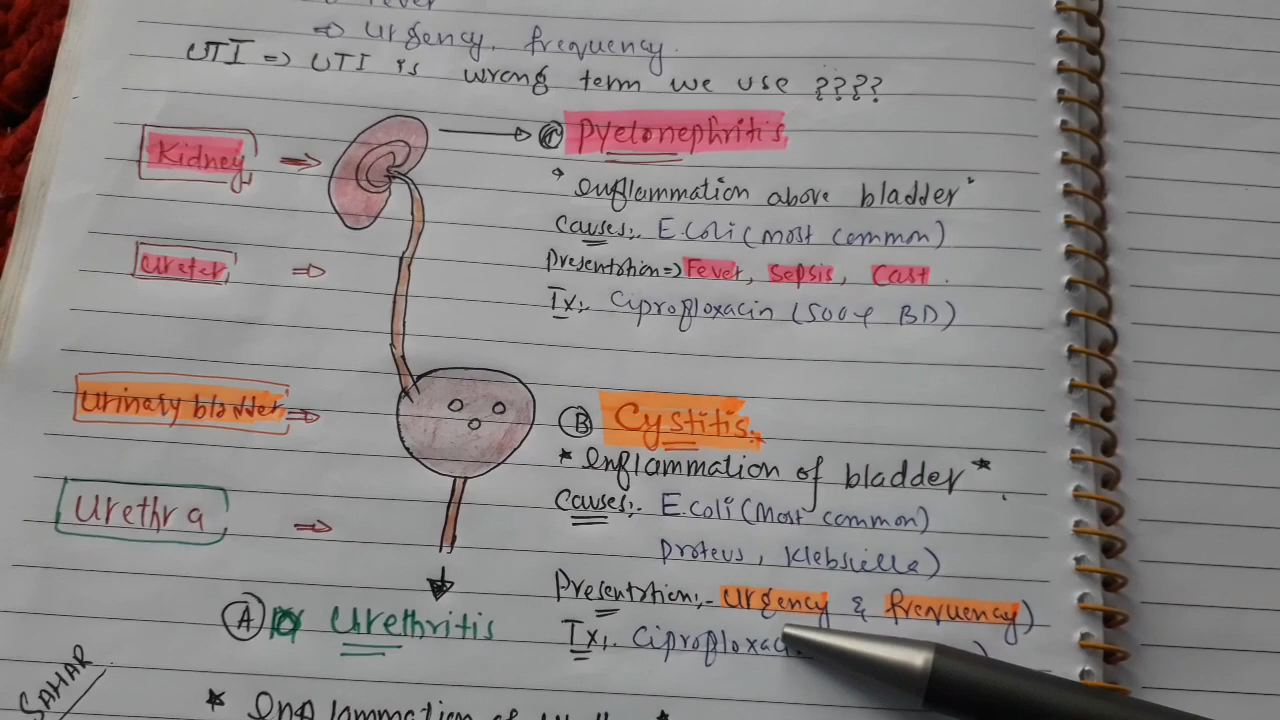 ⇒ urgency, frequency.
UTI ⇒ UTI is wrong term we use ????
Kidney ⇒
→ Ⓒ Pyelonephritis
"Inflammation above bladder"
Causes:. E.coli (most common)
Ureter ⇒
Presentation ⇒ Fever, Sepsis, Cast.
Tx:. Ciprofloxacin (500 BD)
Urinary bladder ⇒
Ⓑ Cystitis.
* Inflammation of bladder *.
Causes:. E.coli (Most common)
Proteus, Klebsiella)
Urethra ⇒
Presentation:- urgency & frequency)
Tx:.
Ⓐ Urethritis
SAHAR
* Inflammation of